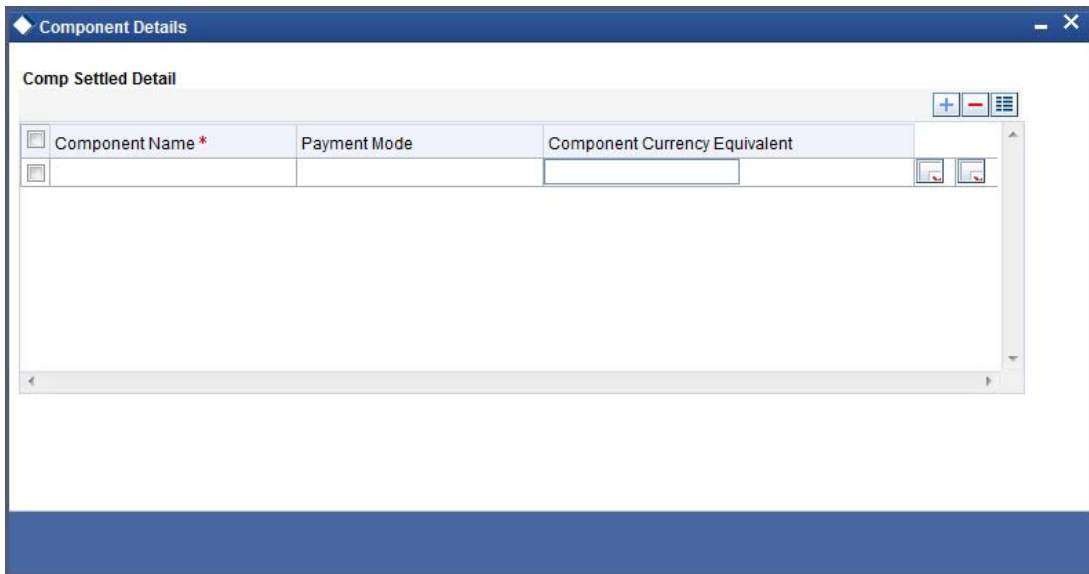 Component Details
Comp Settled Detail
Component Name * Payment Mode Component Currency Equivalent